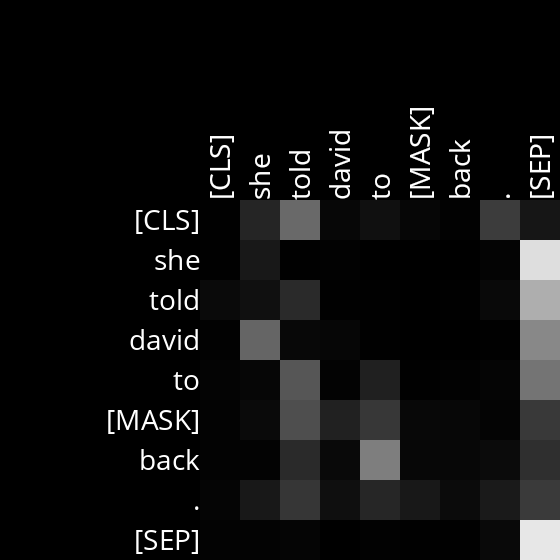 [CLS] she told david to [MASK] back . [SEP]
[CLS]
she
told
david
to
[MASK]
back
.
[SEP]